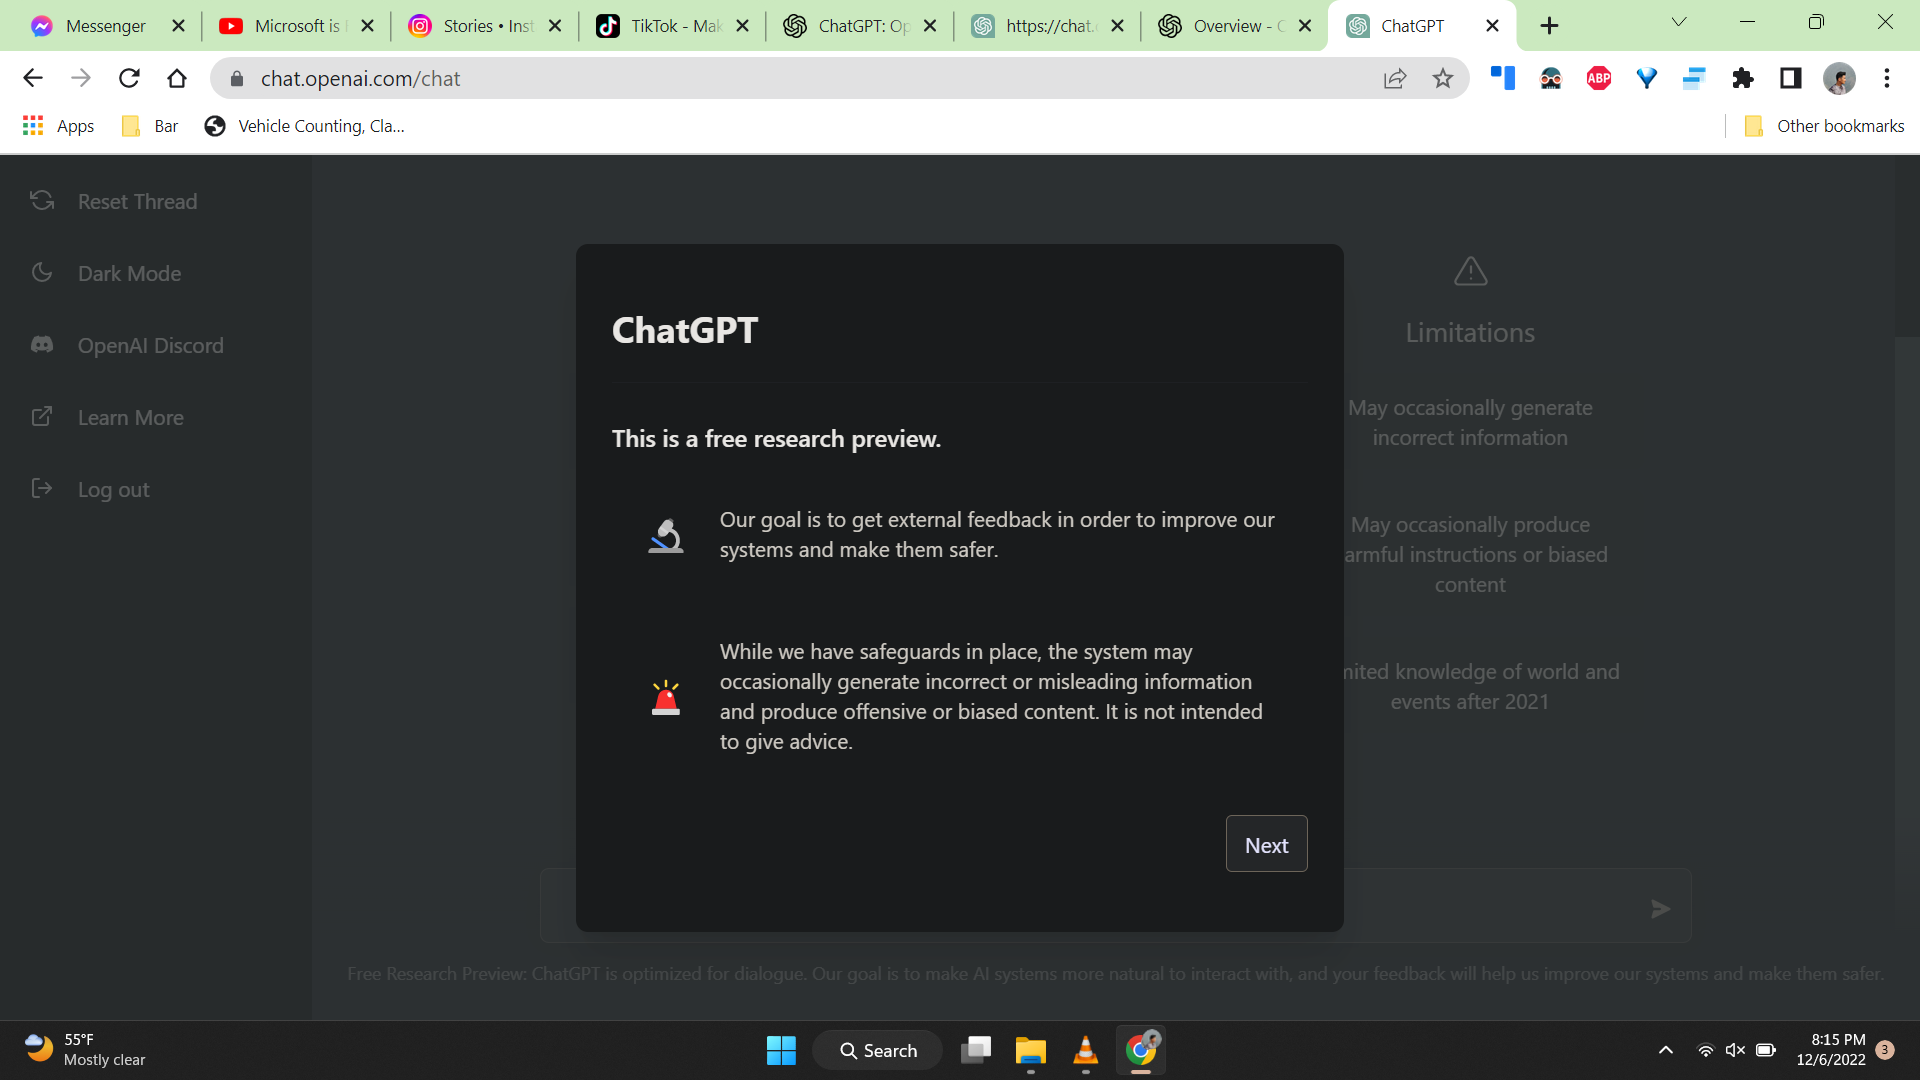 Messenger
Microsoft is
Stories • Inst
TikTok - Mak
ChatGPT: Op
https://chat.
Overview - C
ChatGPT
chat.openai.com/chat
ABP
Apps
Bar
Vehicle Counting, Cla...
Other bookmarks
Reset Thread
Dark Mode
OpenAI Discord
Learn More
Log out
ChatGPT
This is a free research preview.
Our goal is to get external feedback in order to improve our
systems and make them safer.
While we have safeguards in place, the system may
occasionally generate incorrect or misleading information
and produce offensive or biased content. It is not intended
to give advice.
Next
Limitations
May occasionally generate
incorrect information
May occasionally produce
armful instructions or biased
content
mited knowledge of world and
events after 2021
Free Research Preview: ChatGPT is optimized for dialogue. Our goal is to make AI systems more natural to interact with, and your feedback will help us improve our systems and make them safer.
55°F
Mostly clear
Search
8:15 PM
12/6/2022
3